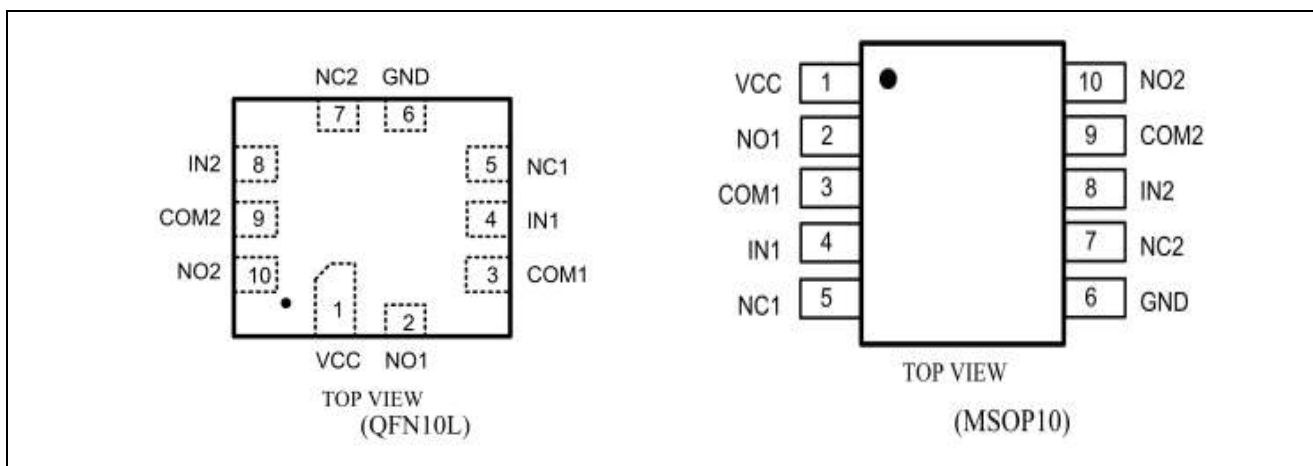 NC2 GND
7 6
IN2 8 5 NC1
COM2 9 4 IN1
NO2 10 3 COM1
1 2
VCC NO1
TOP VIEW
(QFN10L)
VCC 1 10 NO2
NO1 2 9 COM2
COM1 3 8 IN2
IN1 4 7 NC2
NC1 5 6 GND
TOP VIEW
(MSOP10)